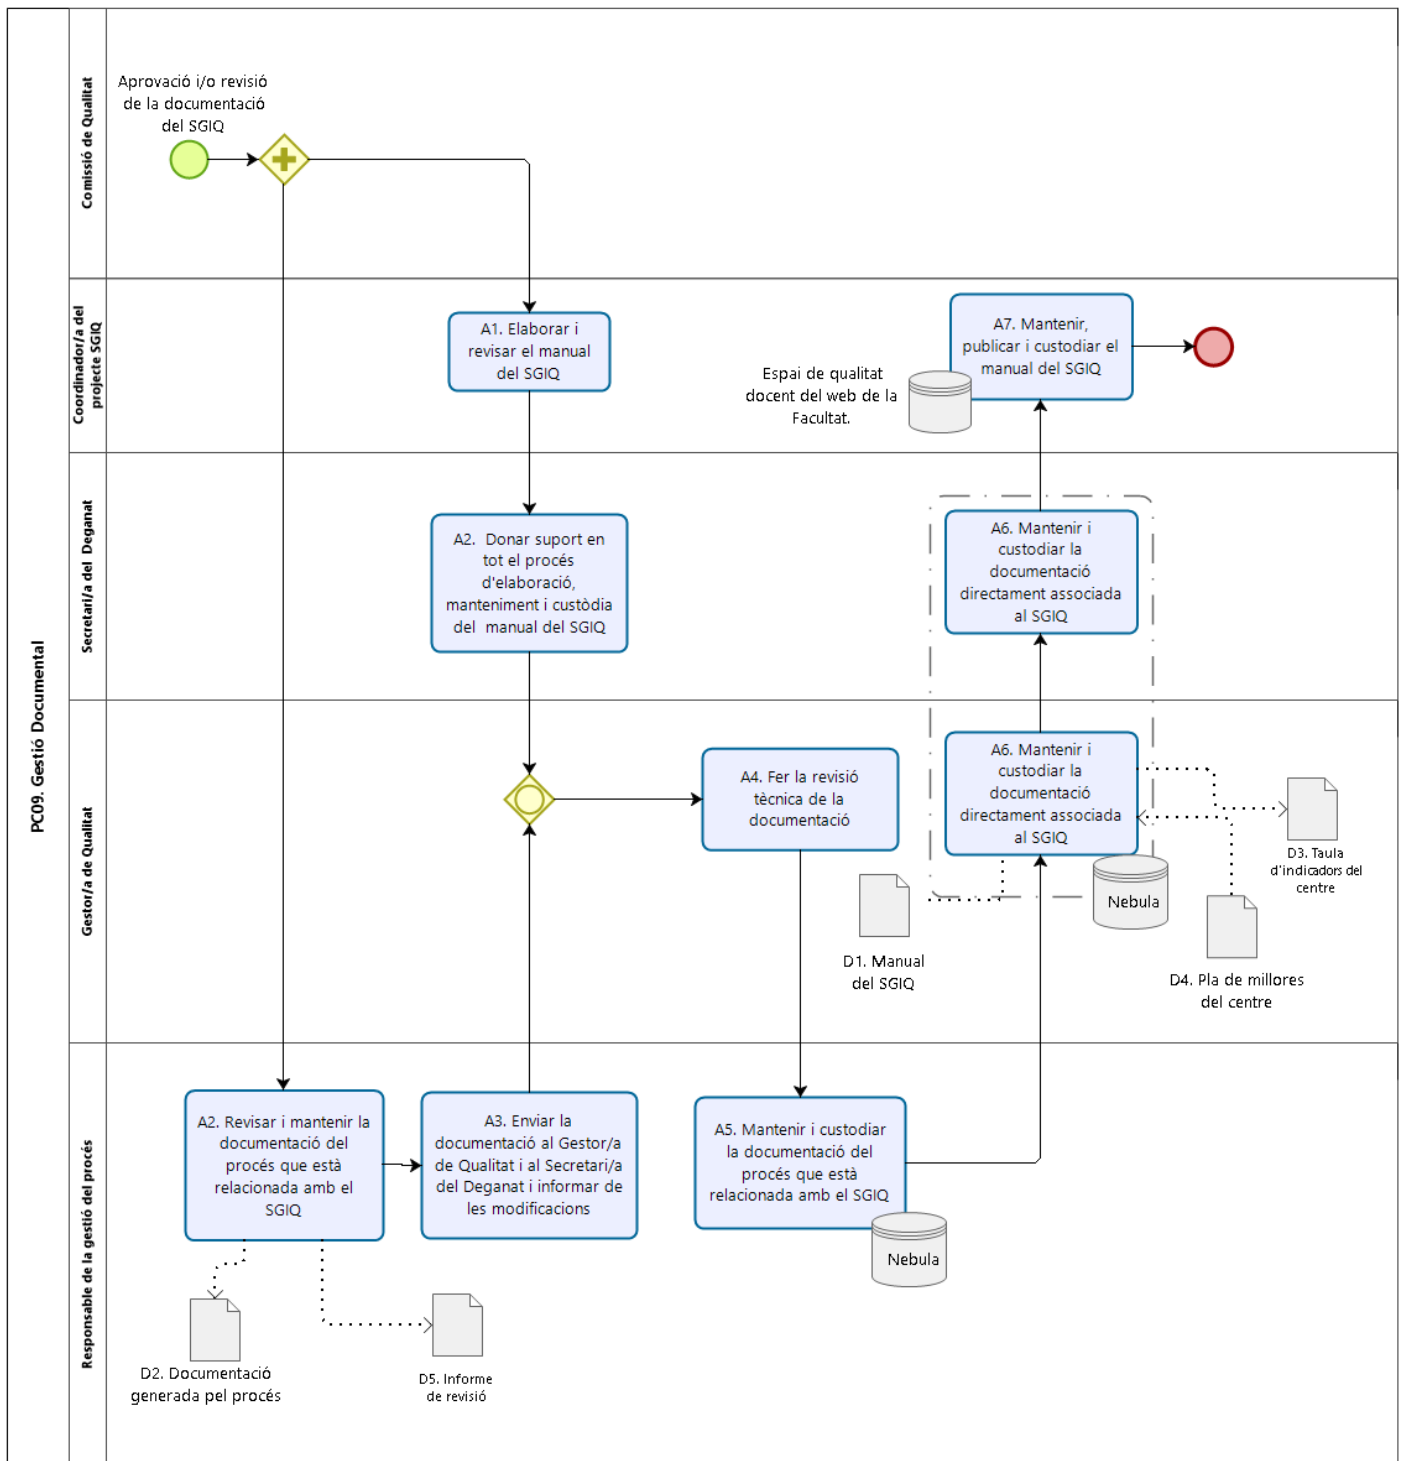 PC09. Gestió Documental
Comissió de Qualitat
Aprovació i/o revisió
de la documentació
del SGIQ
Coordinador/a del
projecte SGIQ
A1. Elaborar i
revisar el manual
del SGIQ
A7. Mantenir,
publicar i custodiar el
manual del SGIQ
Espai de qualitat
docent del web de la
Facultat.
Secretari/a del Deganat
A2. Donar suport en
tot el procés
d'elaboració,
manteniment i custòdia
del manual del SGIQ
A6. Mantenir i
custodiar la
documentació
directament associada
al SGIQ
Gestor/a de Qualitat
A4. Fer la revisió
tècnica de la
documentació
A6. Mantenir i
custodiar la
documentació
directament associada
al SGIQ
Nebula
D3. Taula
d'indicadors del
centre
D1. Manual
del SGIQ
D4. Pla de millores
del centre
Responsable de la gestió del procés
A2. Revisar i mantenir la
documentació del
procés que està
relacionada amb el
SGIQ
A3. Enviar la
documentació al Gestor/a
de Qualitat i al Secretari/a
del Deganat i informar de
les modificacions
A5. Mantenir i custodiar
la documentació del
procés que està
relacionada amb el SGIQ
Nebula
D2. Documentació
generada pel procés
D5. Informe
de revisió